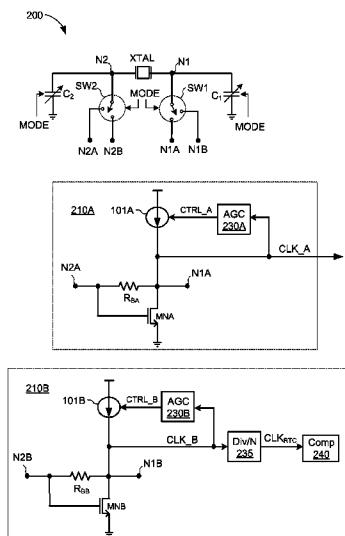 200
N2 XTAL N1
SW2 MODE SW1
C2 C1
MODE MODE
N2A N2B N1A N1B
210A
101A CTRL_A AGC
230A
CLK_A
N2A N1A
RBA
MNA
210B
101B CTRL_B AGC
230B
CLK_B Div/N CLKRTC Comp
235 240
N2B N1B
RBB
MNB